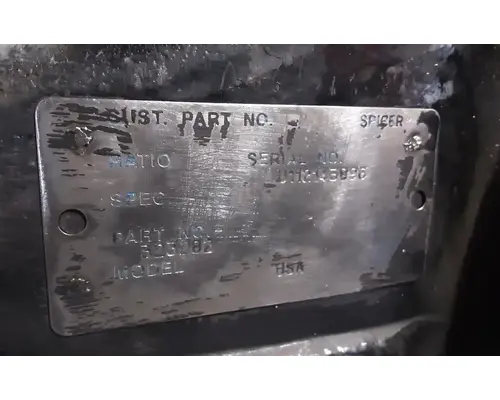 CUST. PART NO. SPICER
RATIO SERIAL NO.
SPEC
PART NO.
MODEL USA